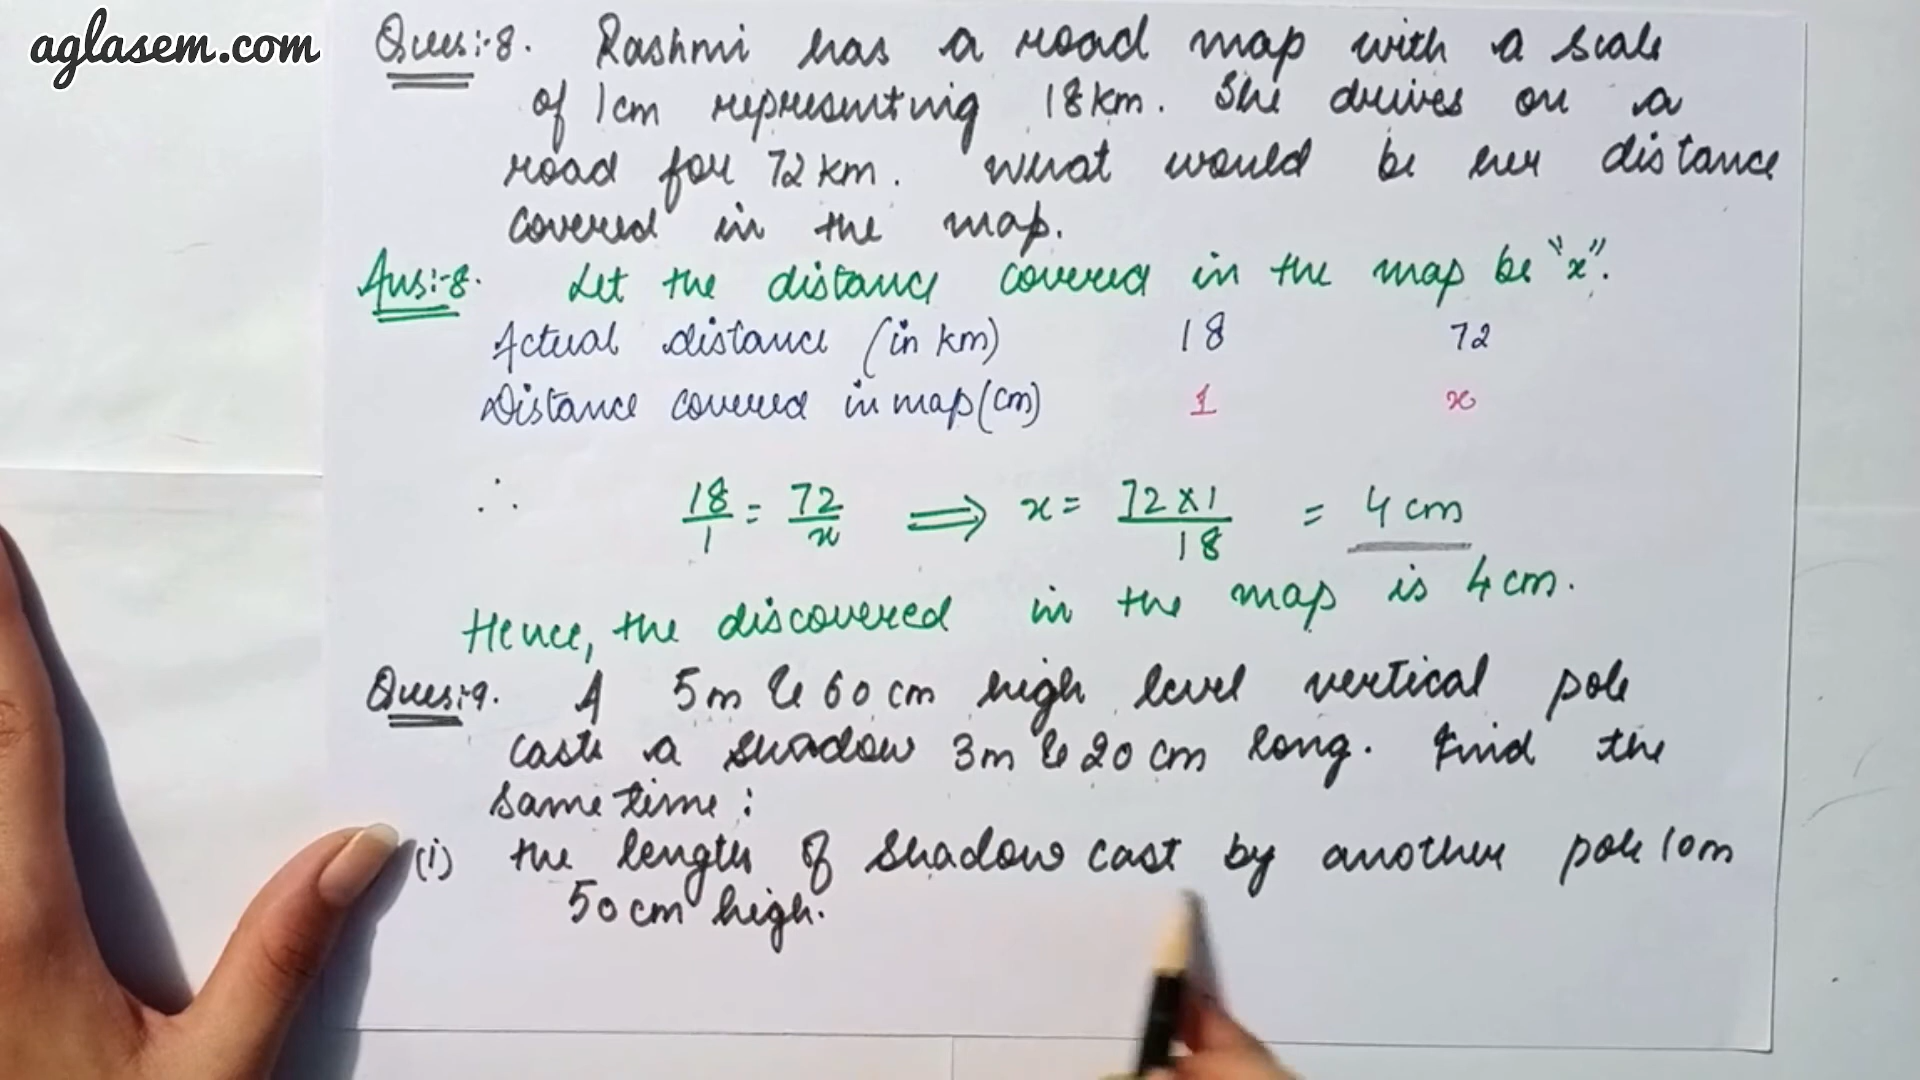 aglasem.com
Ques:-8. Rashmi has a road map with a scale
of 1cm representing 18km. She drives on a
road for 72km. What would be her distance
covered in the map.
Ans:-8. Let the distance covered in the map be "x".
Actual distance (in km) 18 72
Distance covered in map (cm) 1 x
∴ 18/1 = 72/x ⟹ x = 72×1/18 = 4 cm
Hence, the discovered in the map is 4 cm.
Ques:-9. A 5m & 60 cm high level vertical pole
casts a shadow 3m & 20 cm long. Find the
same time:
(i) the length of shadow cast by another pole 10m
50 cm high.